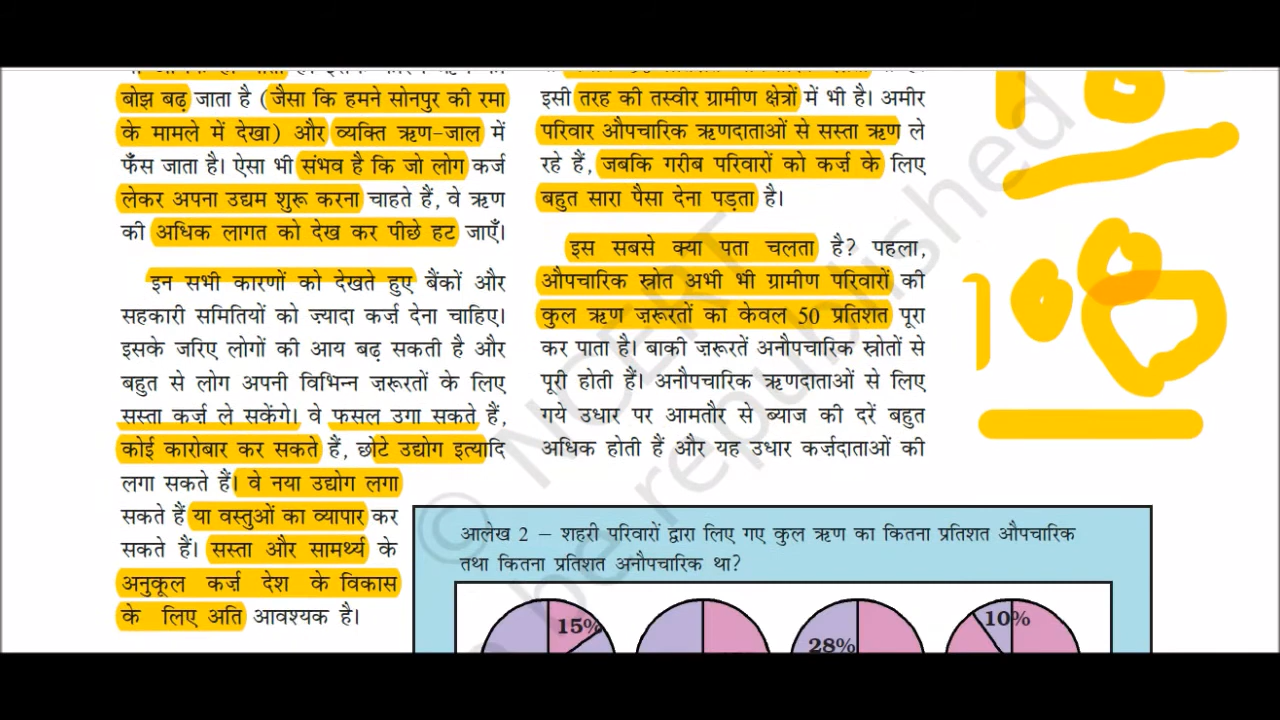 बोझ बढ़ जाता है (जैसा कि हमने सोनपुर की रमा
के मामले में देखा) और व्यक्ति ऋण-जाल में
फँस जाता है। ऐसा भी संभव है कि जो लोग कर्ज
लेकर अपना उद्यम शुरू करना चाहते हैं, वे ऋण
की अधिक लागत को देख कर पीछे हट जाएँ।
इन सभी कारणों को देखते हुए बैंकों और
सहकारी समितियों को ज़्यादा कर्ज़ देना चाहिए।
इसके जरिए लोगों की आय बढ़ सकती है और
बहुत से लोग अपनी विभिन्न ज़रूरतों के लिए
सस्ता कर्ज़ ले सकेंगे। वे फसल उगा सकते हैं,
कोई कारोबार कर सकते हैं, छोटे उद्योग इत्यादि
लगा सकते हैं। वे नया उद्योग लगा
सकते हैं या वस्तुओं का व्यापार कर
सकते हैं। सस्ता और सामर्थ्य के
अनुकूल कर्ज़ देश के विकास
के लिए अति आवश्यक है।
इसी तरह की तस्वीर ग्रामीण क्षेत्रों में भी है। अमीर
परिवार औपचारिक ऋणदाताओं से सस्ता ऋण ले
रहे हैं, जबकि गरीब परिवारों को कर्ज़ के लिए
बहुत सारा पैसा देना पड़ता है।
इस सबसे क्या पता चलता है? पहला,
औपचारिक स्रोत अभी भी ग्रामीण परिवारों की
कुल ऋण ज़रूरतों का केवल 50 प्रतिशत पूरा
कर पाता है। बाकी ज़रूरतें अनौपचारिक स्रोतों से
पूरी होती हैं। अनौपचारिक ऋणदाताओं से लिए
गये उधार पर आमतौर से ब्याज की दरें बहुत
अधिक होती हैं और यह उधार कर्ज़दाताओं की
आलेख 2 – शहरी परिवारों द्वारा लिए गए कुल ऋण का कितना प्रतिशत औपचारिक
तथा कितना प्रतिशत अनौपचारिक था?
15%
28%
10%
© NCERT
be republished